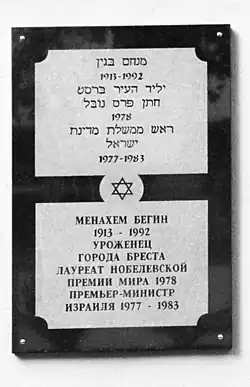 מנחם בגין
1913-1992
יליד העיר ברסט
חתן פרס נובל
1978
ראש ממשלת מדינת
ישראל
1977-1983
МЕНАХЕМ БЕГИН
1913 - 1992
УРОЖЕНЕЦ
ГОРОДА БРЕСТА
ЛАУРЕАТ НОБЕЛЕВСКОЙ
ПРЕМИИ МИРА 1978
ПРЕМЬЕР-МИНИСТР
ИЗРАИЛЯ 1977 - 1983